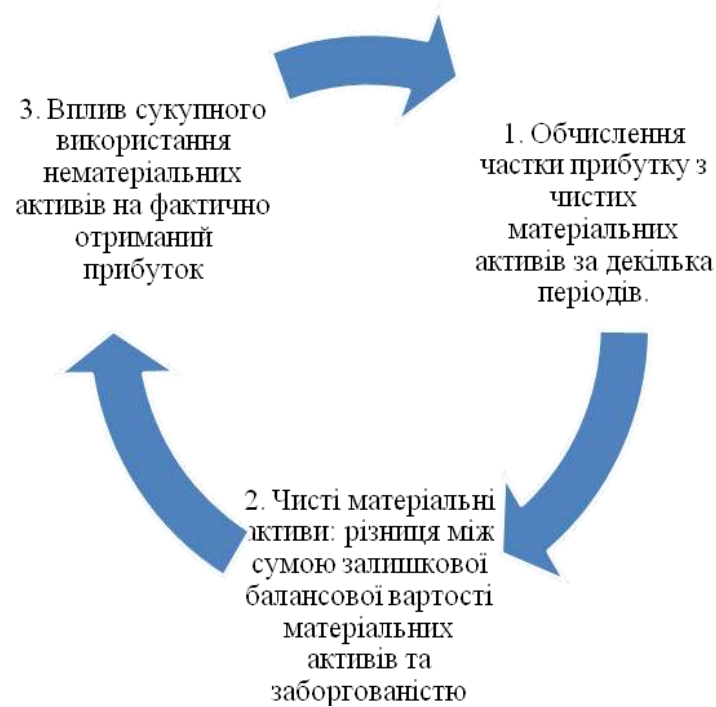 1. Обчислення
частки прибутку з
чистих
матеріальних
активів за декілька
періодів.
2. Чисті матеріальні
активи: різниця між
сумою залишкової
балансової вартості
матеріальних
активів та
заборгованістю
3. Вплив сукупного
використання
нематеріальних
активів на фактично
отриманий
прибуток